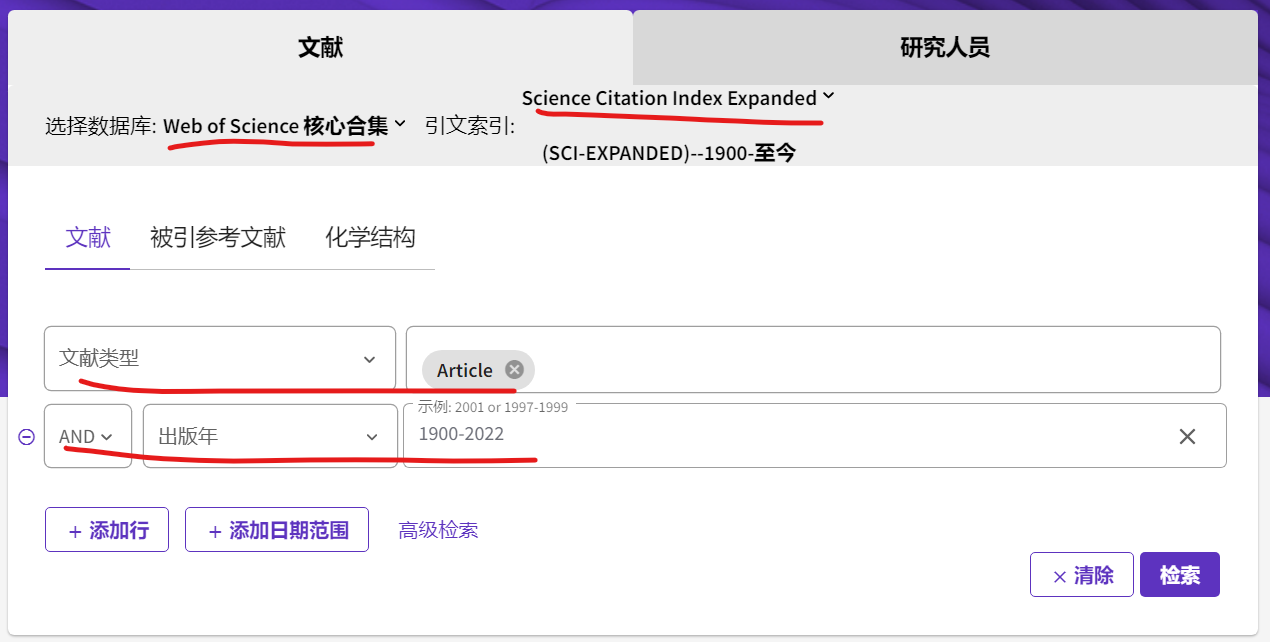 文献
研究人员
选择数据库: Web of Science 核心合集 引文索引: Science Citation Index Expanded
(SCI-EXPANDED)--1900-至今
文献 被引参考文献 化学结构
文献类型 Article
示例: 2001 or 1997-1999
AND 出版年 1900-2022
+ 添加行 + 添加日期范围 高级检索
× 清除 检索